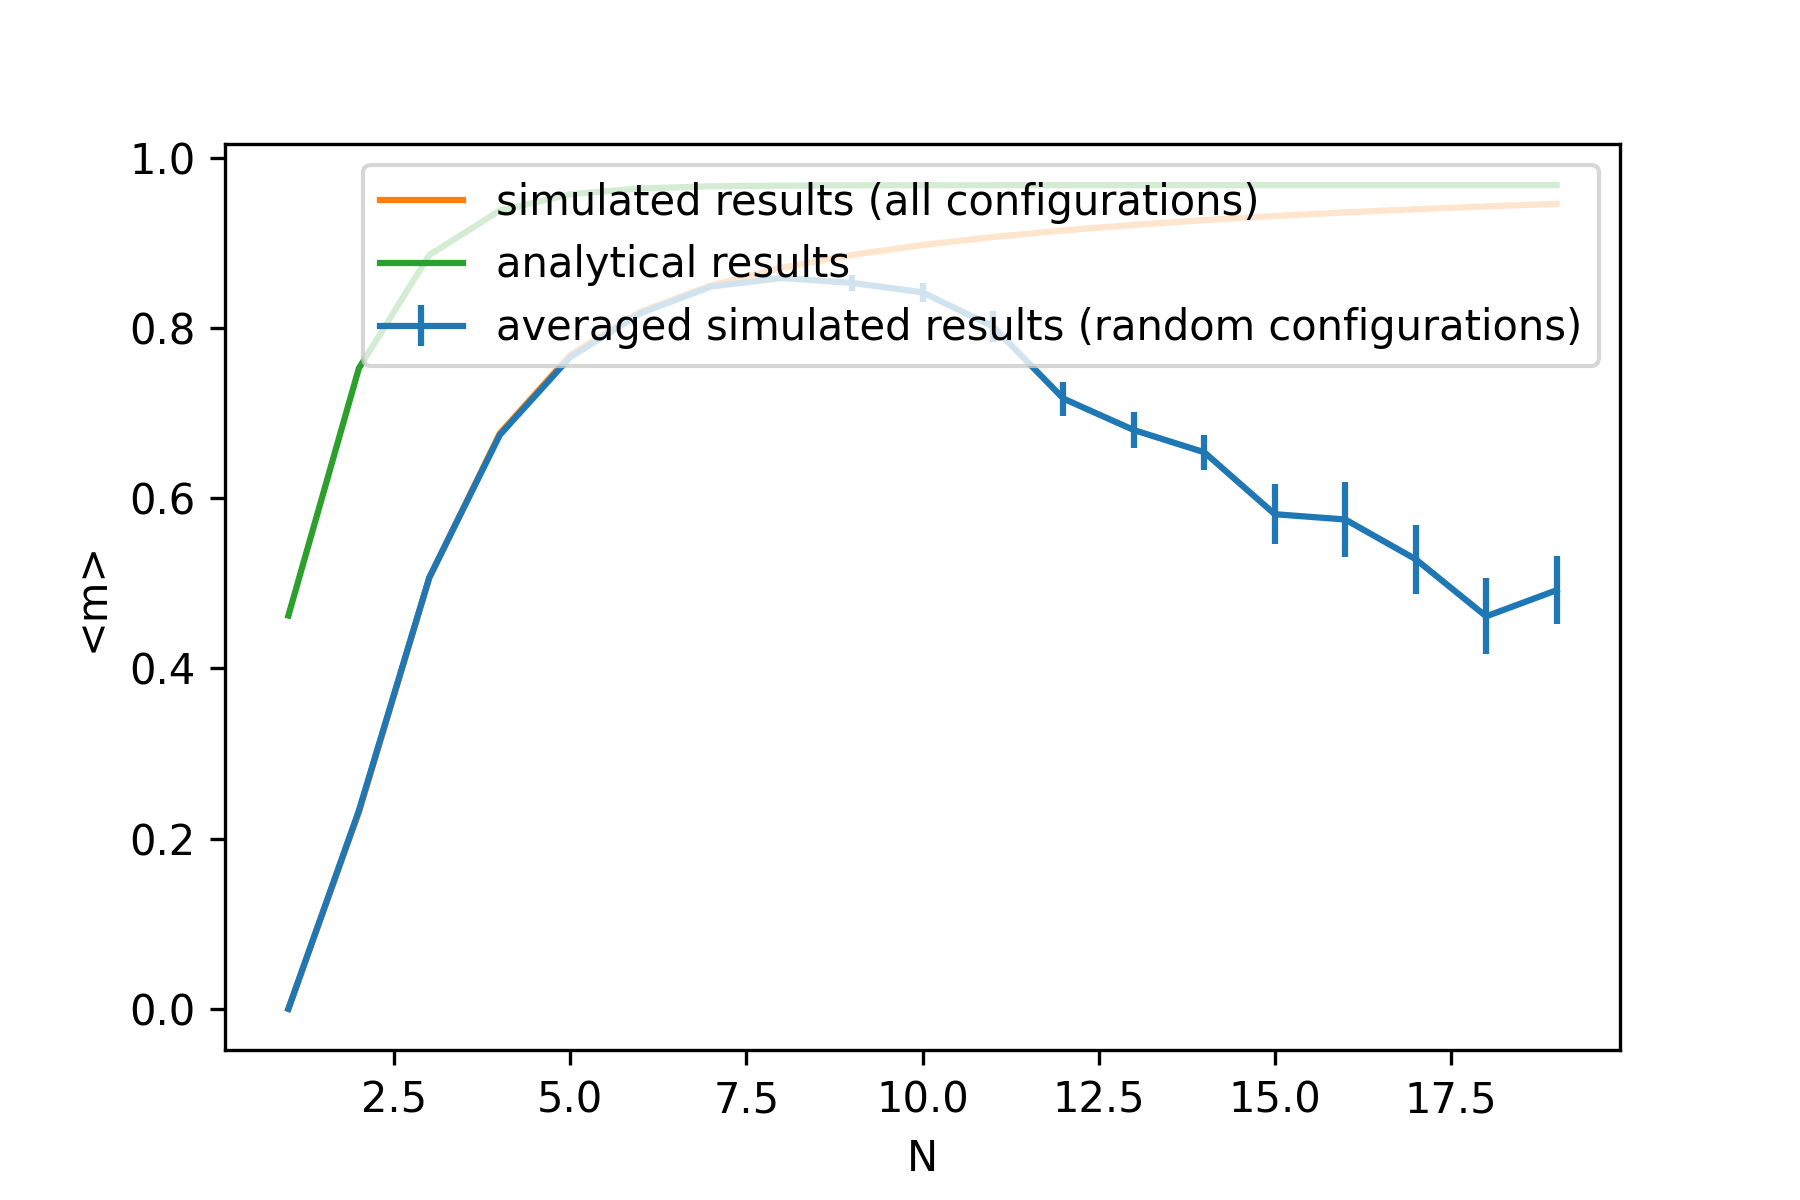 1.0
0.8
0.6
0.4
0.2
0.0
<m>
simulated results (all configurations)
analytical results
averaged simulated results (random configurations)
2.5 5.0 7.5 10.0 12.5 15.0 17.5
N